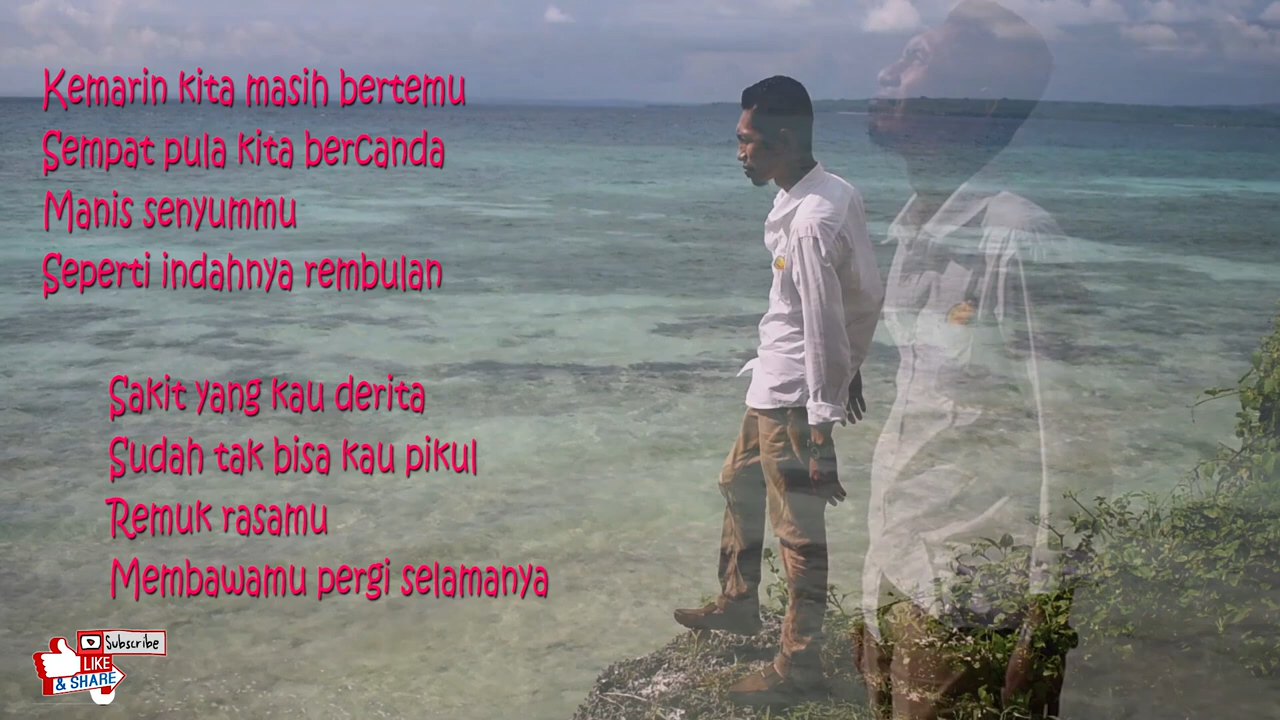 Kemarin kita masih bertemu
Sempat pula kita bercanda
Manis senyummu
Seperti indahnya rembulan
Sakit yang kau derita
Sudah tak bisa kau pikul
Remuk rasamu
Membawamu pergi selamanya
Subscribe
LIKE
& SHARE